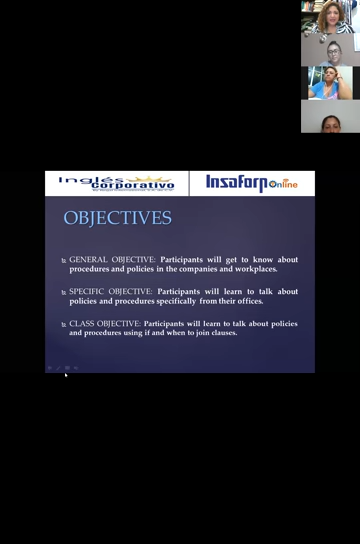 Inglés Corporativo
Insaforp Online
OBJECTIVES
GENERAL OBJECTIVE: Participants will get to know about
procedures and policies in the companies and workplaces.
SPECIFIC OBJECTIVE: Participants will learn to talk about
policies and procedures specifically from their offices.
CLASS OBJECTIVE: Participants will learn to talk about policies
and procedures using if and when to join clauses.